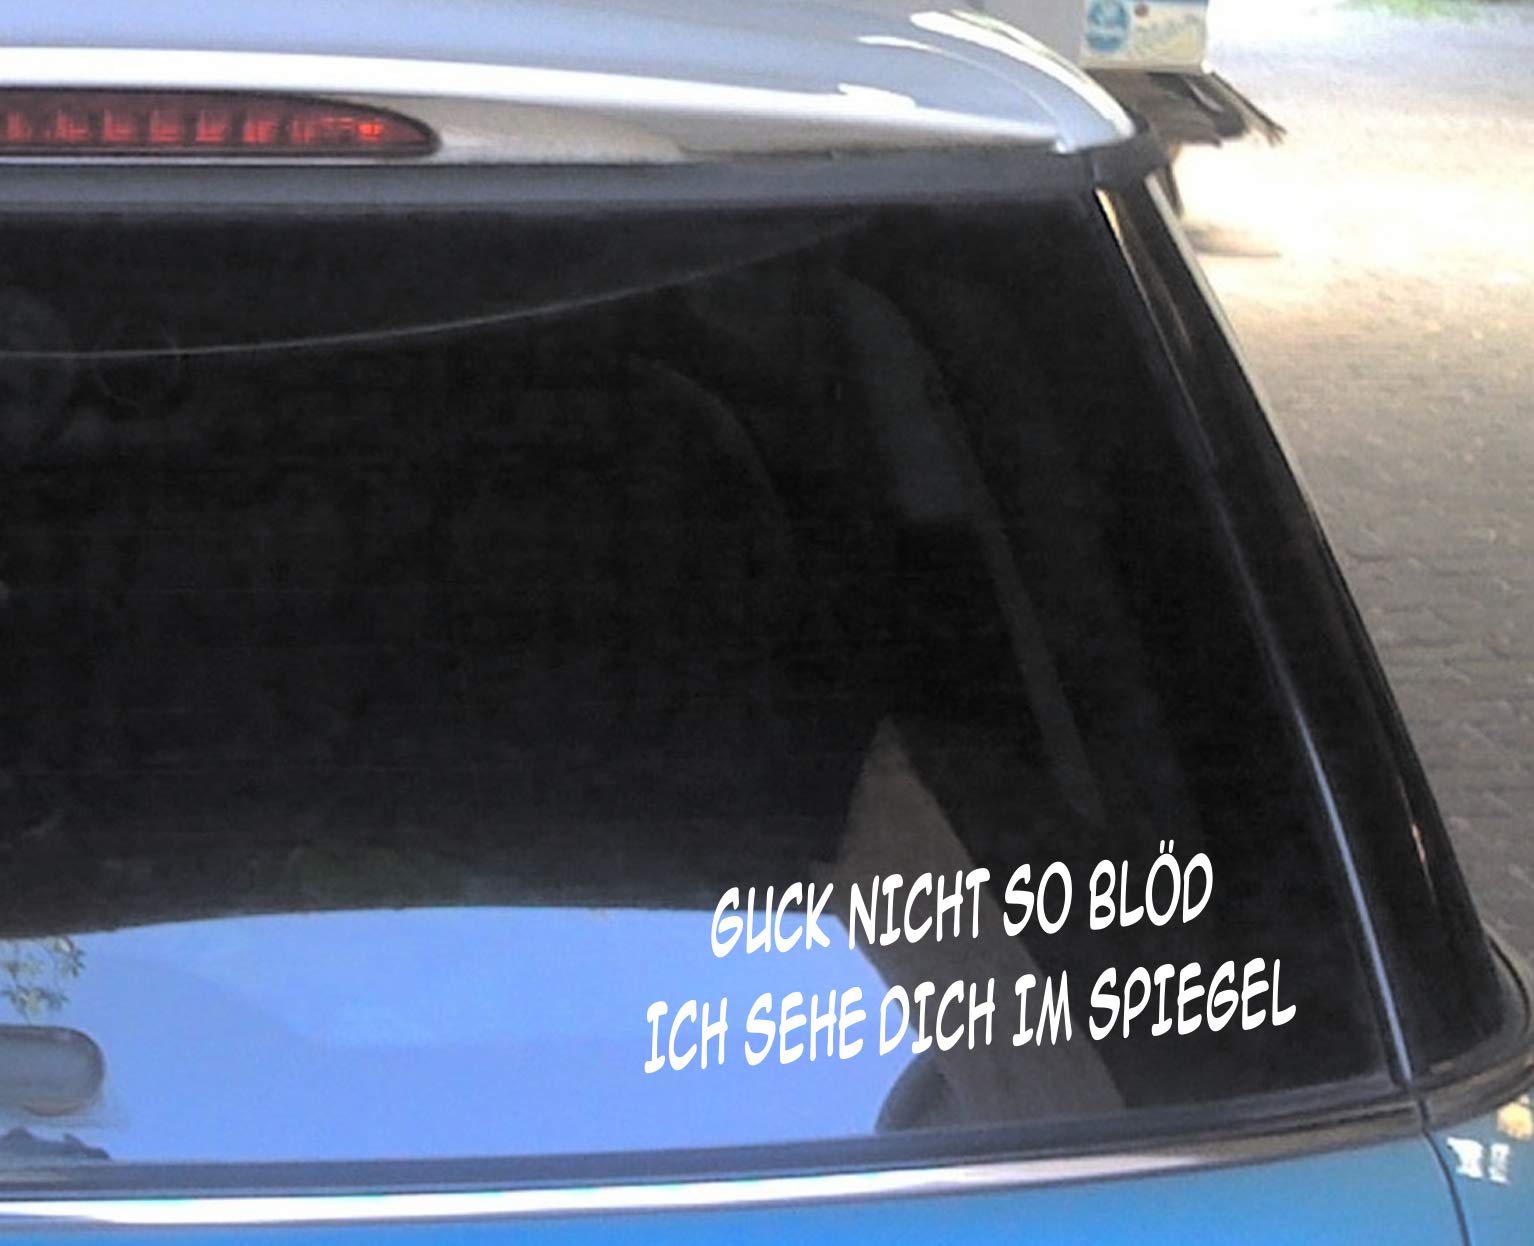 GUCK NICHT SO BLÖD
ICH SEHE DICH IM SPIEGEL